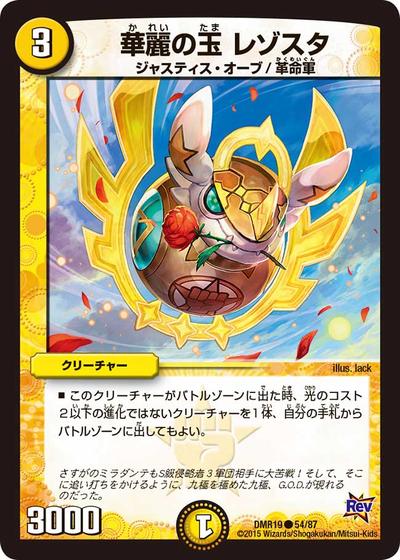 3
かれい たま
華麗の玉 レゾスタ
かくめいぐん
ジャスティス・オーブ / 革命軍
クリーチャー
illus. Jack
で とき ひかり
■ このクリーチャーがバトルゾーンに出た時、光のコスト
2以下の進化ではないクリーチャーを1体、自分の手札から
バトルゾーンに出してもよい。
さすがのミラダンテもS級侵略者3軍団相手に大苦戦!そして、そこ
に追い打ちをかけるように、九極を極めた九極、G.O.Dが現れる
のだった。
3000
1
Rev
DMR19 ● 54/87
©2015 Wizards/Shogakukan/Mitsui-Kids